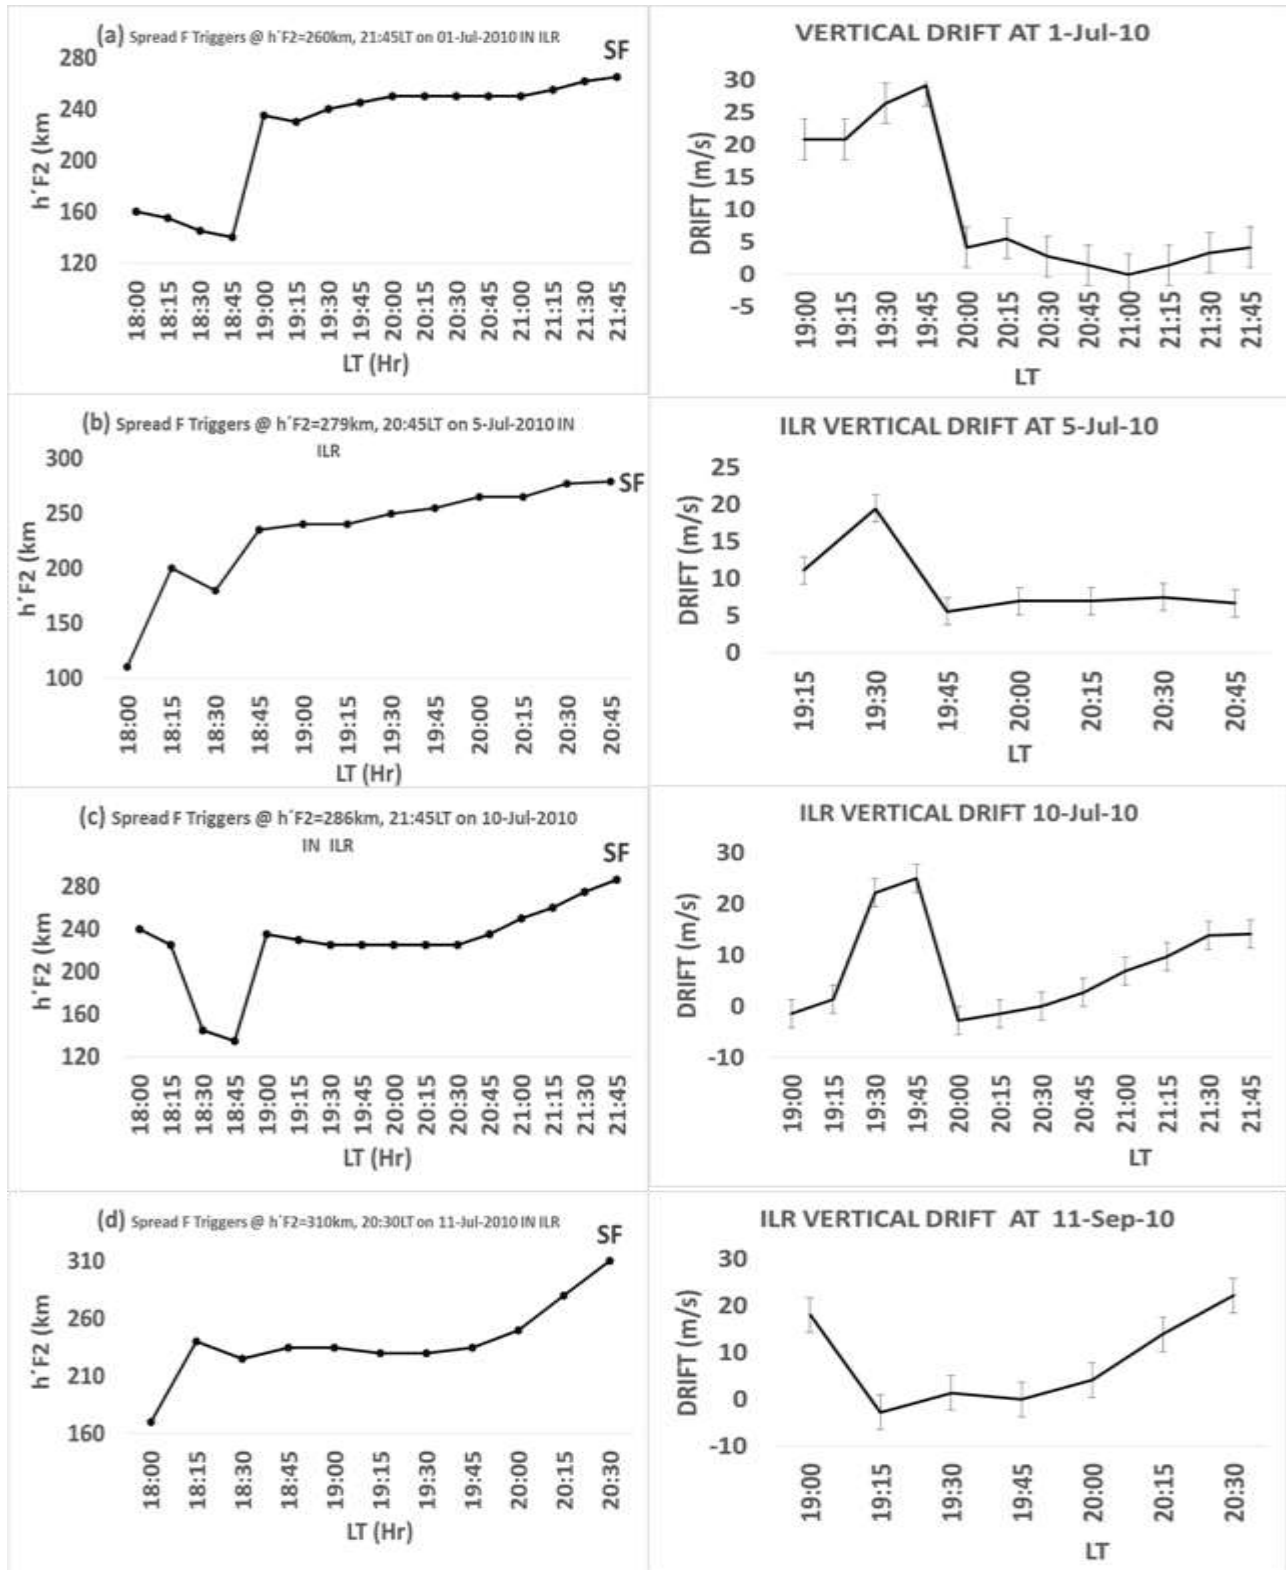 (a) Spread F Triggers @ h´F2=260km, 21:45LT on 01-Jul-2010 IN ILR
SF
280
240
200
160
120
h´F2 (km
18:00 18:15 18:30 18:45 19:00 19:15 19:30 19:45 20:00 20:15 20:30 20:45 21:00 21:15 21:30 21:45
LT (Hr)
VERTICAL DRIFT AT 1-Jul-10
30
25
20
15
10
5
0
-5
DRIFT (m/s)
19:00 19:15 19:30 19:45 20:00 20:15 20:30 20:45 21:00 21:15 21:30 21:45
LT
(b) Spread F Triggers @ h´F2=279km, 20:45LT on 5-Jul-2010 IN
ILR
300
250
200
150
100
h´F2 (km
SF
18:00 18:15 18:30 18:45 19:00 19:15 19:30 19:45 20:00 20:15 20:30 20:45
LT (Hr)
ILR VERTICAL DRIFT AT 5-Jul-10
25
20
15
10
5
0
DRIFT (m/s)
19:15 19:30 19:45 20:00 20:15 20:30 20:45
LT
(c) Spread F Triggers @ h´F2=286km, 21:45LT on 10-Jul-2010
IN ILR
SF
280
240
200
160
120
h´F2 (km
18:00 18:15 18:30 18:45 19:00 19:15 19:30 19:45 20:00 20:15 20:30 20:45 21:00 21:15 21:30 21:45
LT (Hr)
ILR VERTICAL DRIFT 10-Jul-10
30
20
10
0
-10
DRIFT (m/s)
19:00 19:15 19:30 19:45 20:00 20:15 20:30 20:45 21:00 21:15 21:30 21:45
LT
(d) Spread F Triggers @ h´F2=310km, 20:30LT on 11-Jul-2010 IN ILR
SF
310
260
210
160
h´F2 (km
18:00 18:15 18:30 18:45 19:00 19:15 19:30 19:45 20:00 20:15 20:30
LT (Hr)
ILR VERTICAL DRIFT AT 11-Sep-10
30
20
10
0
-10
DRIFT (m/s)
19:00 19:15 19:30 19:45 20:00 20:15 20:30
LT